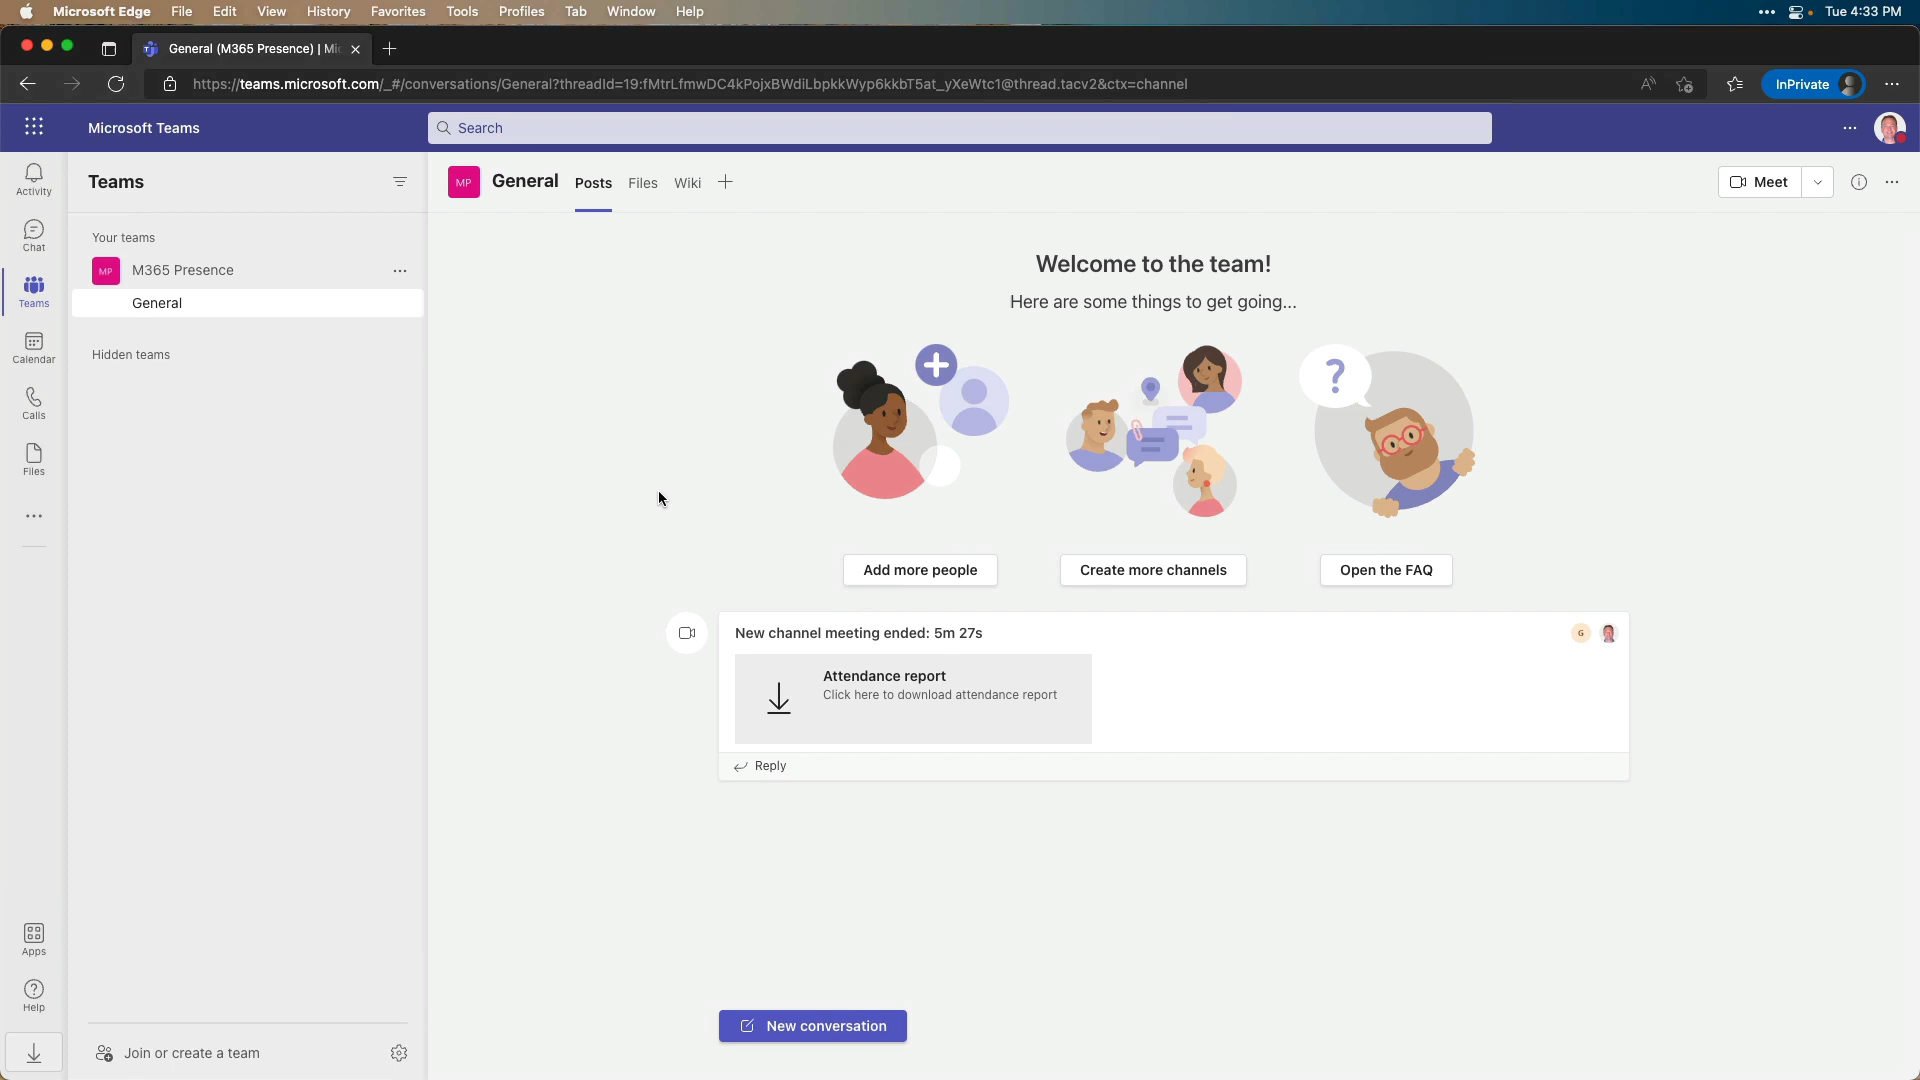 Microsoft Edge File Edit View History Favorites Tools Profiles Tab Window Help Tue 4:33 PM
General (M365 Presence) | Mi
https://teams.microsoft.com/_#/conversations/General?threadId=19:fMtrLfmwDC4kPojxBWdiLbpkkWyp6kkbT5at_yXeWtc1@thread.tacv2&ctx=channel
InPrivate
Microsoft Teams
Search
Activity
Chat
Teams
Calendar
Calls
Files
Apps
Help
Teams
Your teams
MP M365 Presence
General
Hidden teams
Join or create a team
MP General Posts Files Wiki
Meet
Welcome to the team!
Here are some things to get going...
?
Add more people
Create more channels
Open the FAQ
New channel meeting ended: 5m 27s
G
Attendance report
Click here to download attendance report
Reply
New conversation